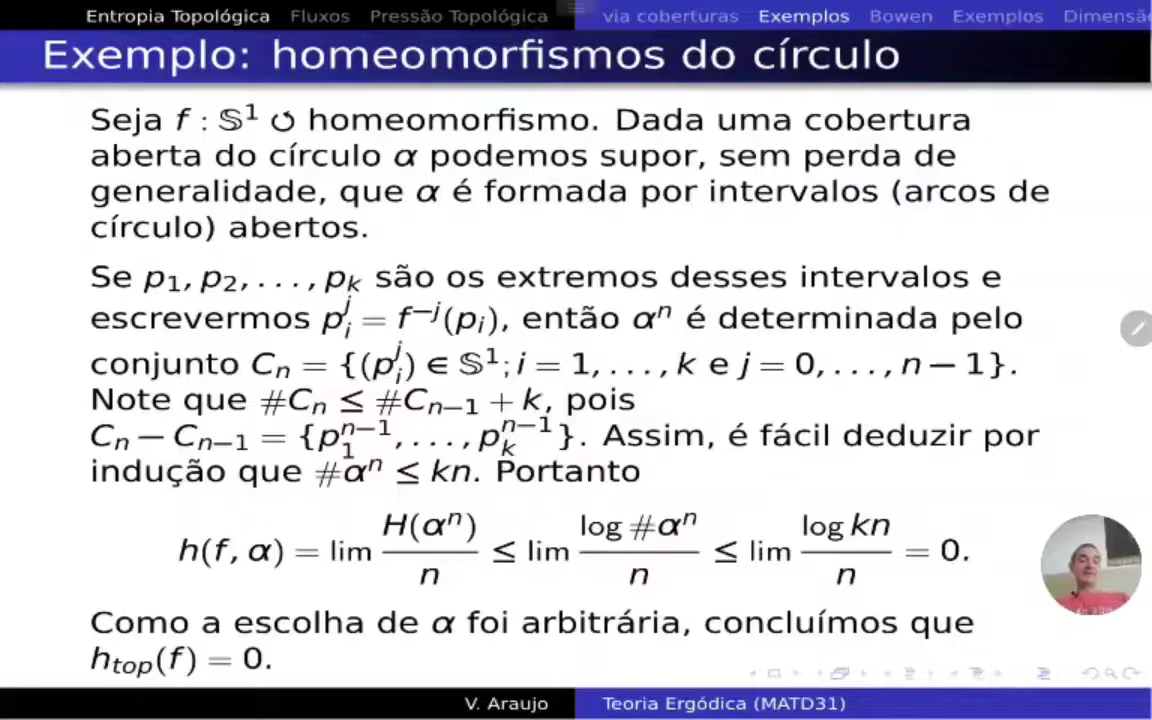 Entropia Topológica Fluxos Pressão Topológica via coberturas Exemplos Bowen Exemplos Dimensã
Exemplo: homeomorfismos do círculo
Seja f : 𝕊¹ ↺ homeomorfismo. Dada uma cobertura
aberta do círculo α podemos supor, sem perda de
generalidade, que α é formada por intervalos (arcos de
círculo) abertos.
Se p₁, p₂, . . . , pₖ são os extremos desses intervalos e
escrevermos pᵢʲ = f⁻ʲ(pᵢ), então αⁿ é determinada pelo
conjunto Cₙ = {(pᵢʲ) ∈ 𝕊¹; i = 1, . . . , k e j = 0, . . . , n − 1}.
Note que #Cₙ ≤ #Cₙ₋₁ + k, pois
Cₙ − Cₙ₋₁ = {p₁ⁿ⁻¹, . . . , pₖⁿ⁻¹}. Assim, é fácil deduzir por
indução que #αⁿ ≤ kn. Portanto
h(f, α) = lim H(αⁿ)/n ≤ lim log #αⁿ/n ≤ lim log kn/n = 0.
Como a escolha de α foi arbitrária, concluímos que
h_top(f) = 0.
V. Araujo Teoria Ergódica (MATD31)